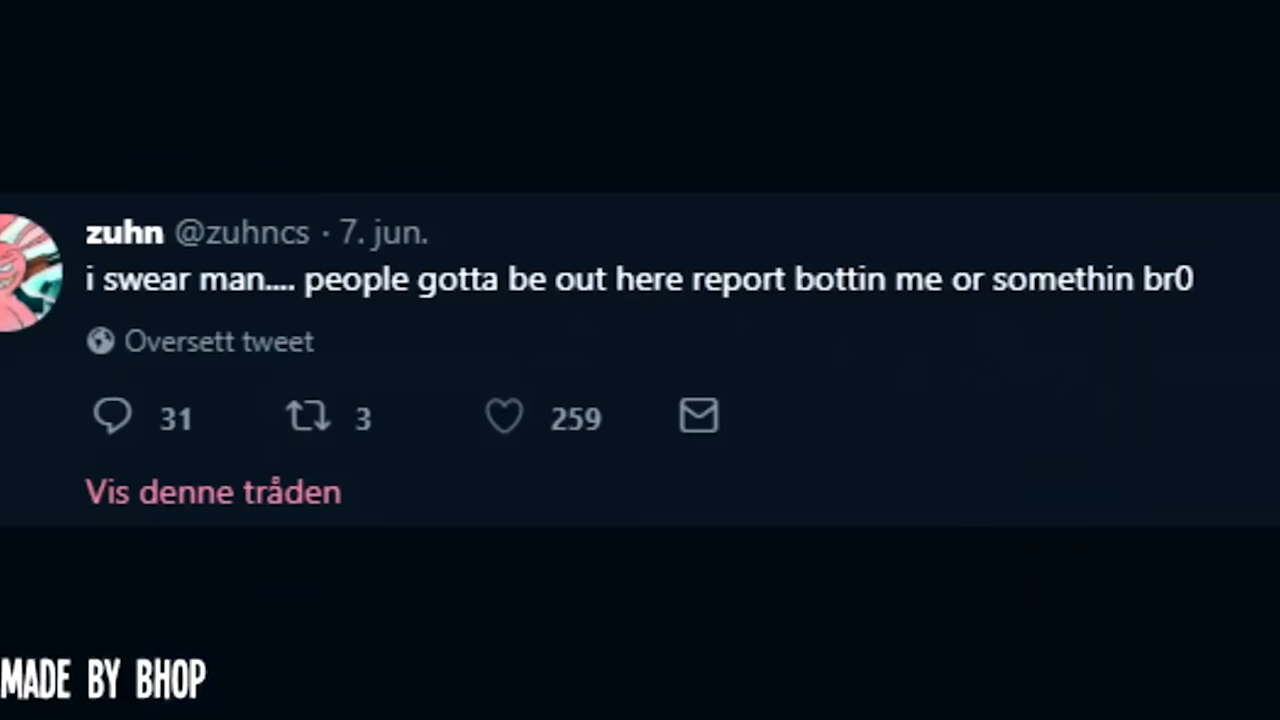 zuhn @zuhncs · 7. jun.
i swear man.... people gotta be out here report bottin me or somethin br0
Oversett tweet
31 3 259
Vis denne tråden
MADE BY BHOP